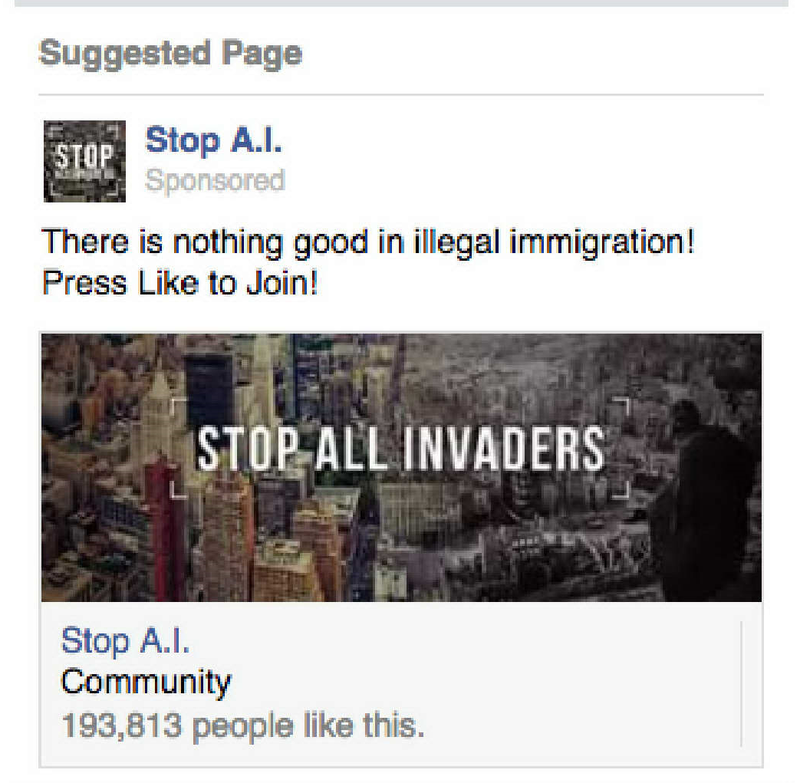 Suggested Page
STOP
Stop A.I.
Sponsored
There is nothing good in illegal immigration!
Press Like to Join!
STOP ALL INVADERS
Stop A.I.
Community
193,813 people like this.